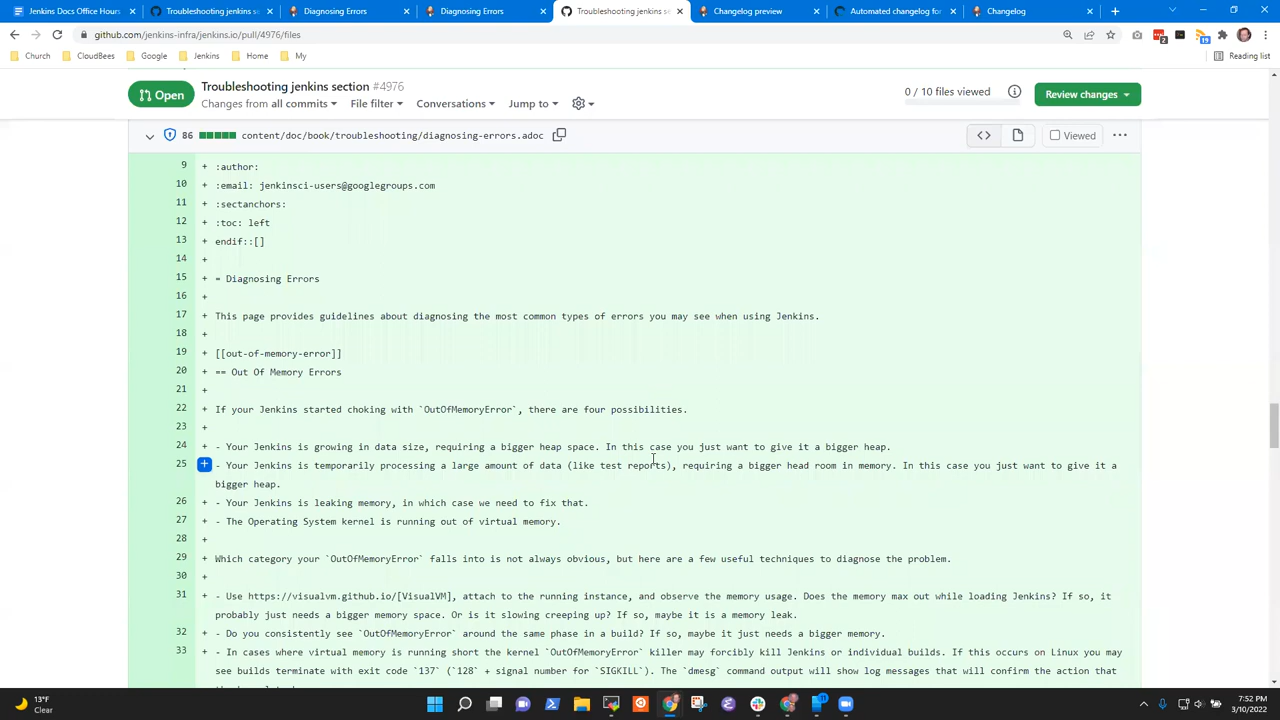 Jenkins Docs Office Hours
Troubleshooting jenkins se
Diagnosing Errors
Diagnosing Errors
Troubleshooting jenkins se
Changelog preview
Automated changelog for
Changelog
github.com/jenkins-infra/jenkins.io/pull/4976/files
Church
CloudBees
Google
Jenkins
Home
My
Reading list
Open
Troubleshooting jenkins section #4976
Changes from all commits
File filter
Conversations
Jump to
0 / 10 files viewed
Review changes
86 content/doc/book/troubleshooting/diagnosing-errors.adoc
Viewed
9 + :author:
10 + :email: jenkinsci-users@googlegroups.com
11 + :sectanchors:
12 + :toc: left
13 + endif::[]
14 +
15 + = Diagnosing Errors
16 +
17 + This page provides guidelines about diagnosing the most common types of errors you may see when using Jenkins.
18 +
19 + [[out-of-memory-error]]
20 + == Out Of Memory Errors
21 +
22 + If your Jenkins started choking with `OutOfMemoryError`, there are four possibilities.
23 +
24 + - Your Jenkins is growing in data size, requiring a bigger heap space. In this case you just want to give it a bigger heap.
25 + - Your Jenkins is temporarily processing a large amount of data (like test reports), requiring a bigger head room in memory. In this case you just want to give it a
bigger heap.
26 + - Your Jenkins is leaking memory, in which case we need to fix that.
27 + - The Operating System kernel is running out of virtual memory.
28 +
29 + Which category your `OutOfMemoryError` falls into is not always obvious, but here are a few useful techniques to diagnose the problem.
30 +
31 + - Use https://visualvm.github.io/[VisualVM], attach to the running instance, and observe the memory usage. Does the memory max out while loading Jenkins? If so, it
probably just needs a bigger memory space. Or is it slowing creeping up? If so, maybe it is a memory leak.
32 + - Do you consistently see `OutOfMemoryError` around the same phase in a build? If so, maybe it just needs a bigger memory.
33 + - In cases where virtual memory is running short the kernel `OutOfMemoryError` killer may forcibly kill Jenkins or individual builds. If this occurs on Linux you may
see builds terminate with exit code `137` (`128` + signal number for `SIGKILL`). The `dmesg` command output will show log messages that will confirm the action that
13°F
Clear
7:52 PM
3/10/2022